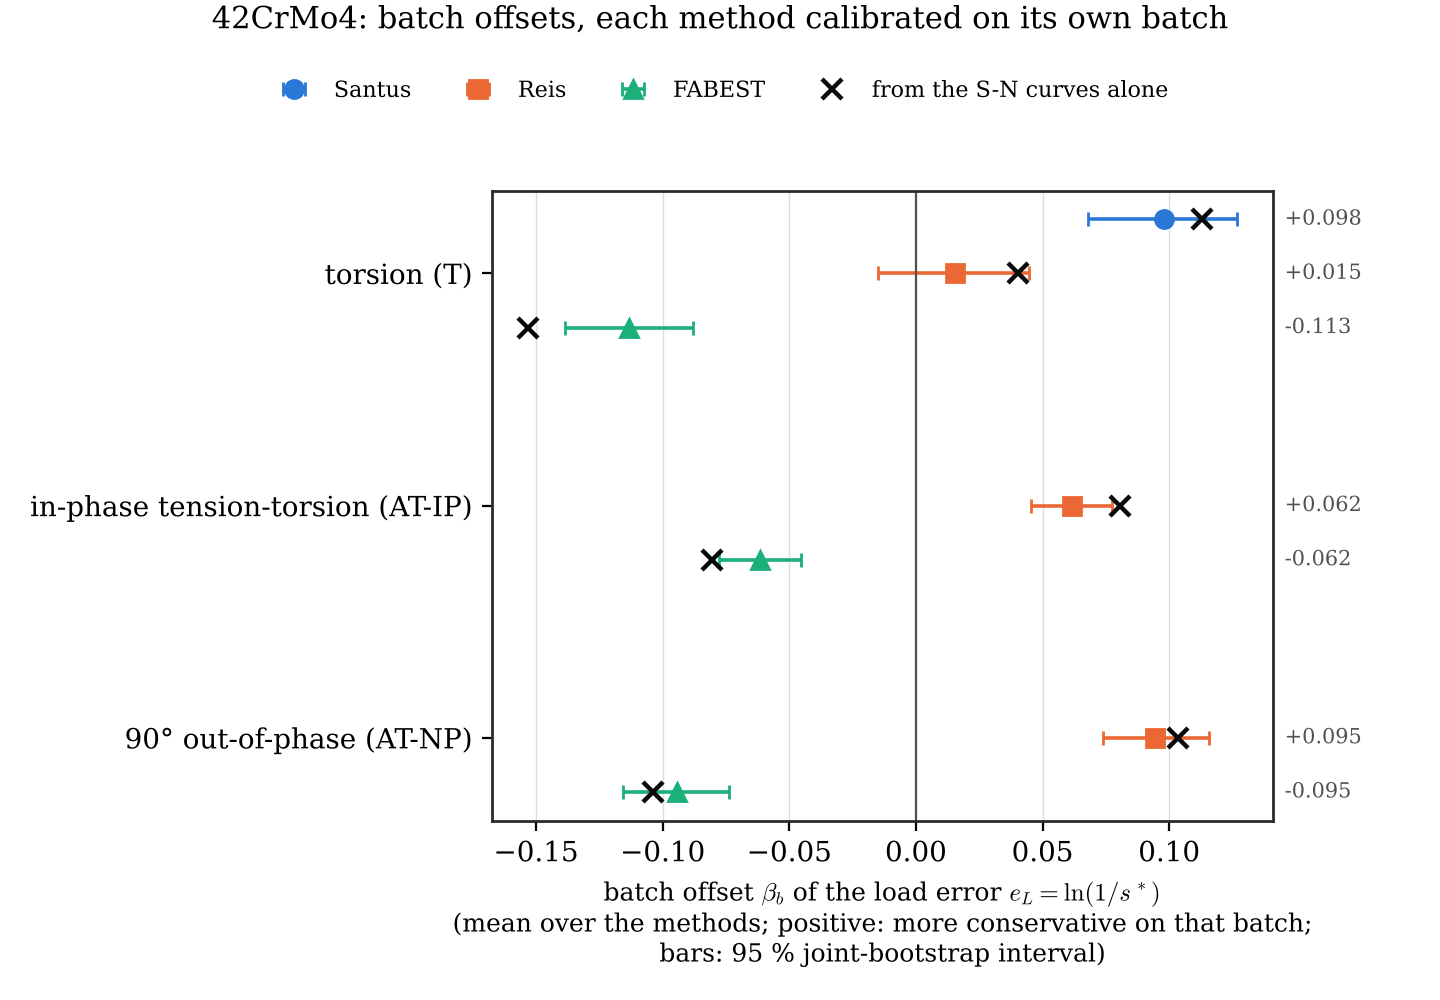 42CrMo4: batch offsets, each method calibrated on its own batch
Santus Reis FABEST from the S-N curves alone
+0.098
torsion (T) +0.015
-0.113
in-phase tension-torsion (AT-IP) +0.062
-0.062
90° out-of-phase (AT-NP) +0.095
-0.095
−0.15 −0.10 −0.05 0.00 0.05 0.10
batch offset β_b of the load error e_L = ln(1/s*)
(mean over the methods; positive: more conservative on that batch;
bars: 95 % joint-bootstrap interval)